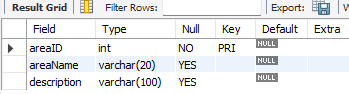 Result Grid Filter Rows: Export: W
Field Type Null Key Default Extra
areaID int NO PRI NULL
areaName varchar(20) YES NULL
description varchar(100) YES NULL